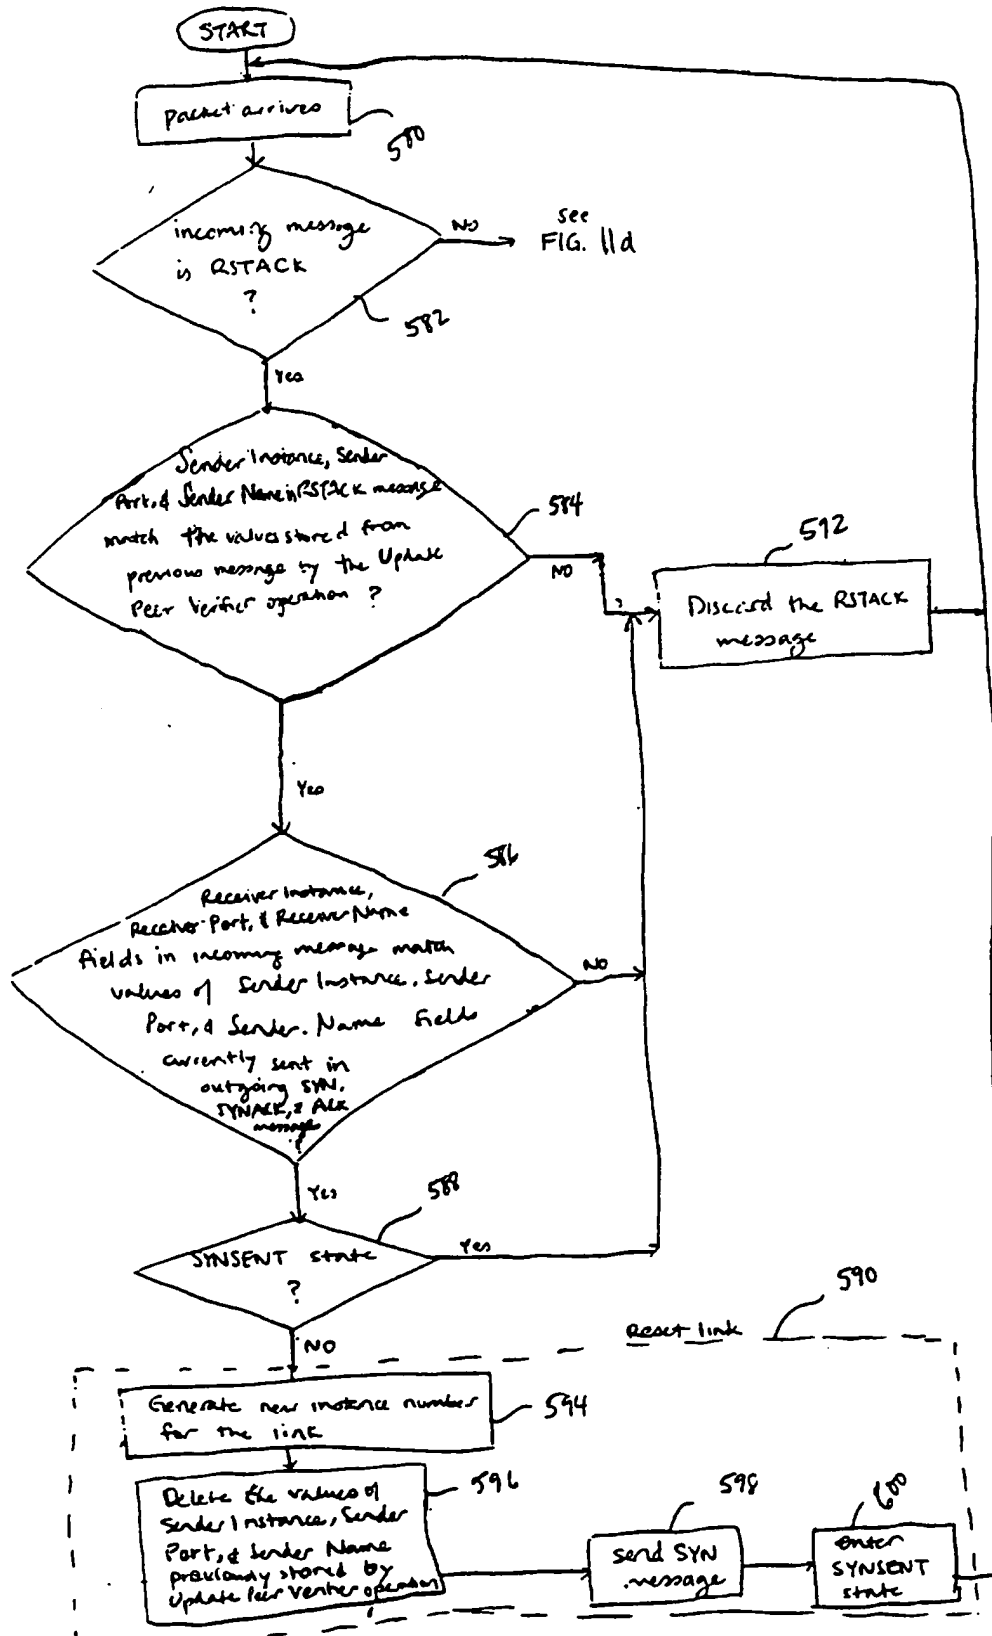 START
packet arrives
580
incoming message
is RSTACK
?
NO
see
FIG. 11d
582
Yes
Sender Instance, Sender
Port, & Sender Name in RSTACK message
match the values stored from
previous message by the Update
Peer Verifier operation ?
584
NO
592
Discard the RSTACK
message
Yes
586
Receiver Instance,
Receiver Port, & Receiver Name
fields in incoming message match
values of Sender Instance, Sender
Port, & Sender Name fields
currently sent in
outgoing SYN,
SYNACK, & ACK
message
?
NO
Yes
588
SYNSENT state
?
Yes
NO
Reset link
590
Generate new instance number
for the link
594
Delete the values of
Sender Instance, Sender
Port, & Sender Name
previously stored by
Update Peer Verifier operation
596
598
send SYN
message
600
enter
SYNSENT
state